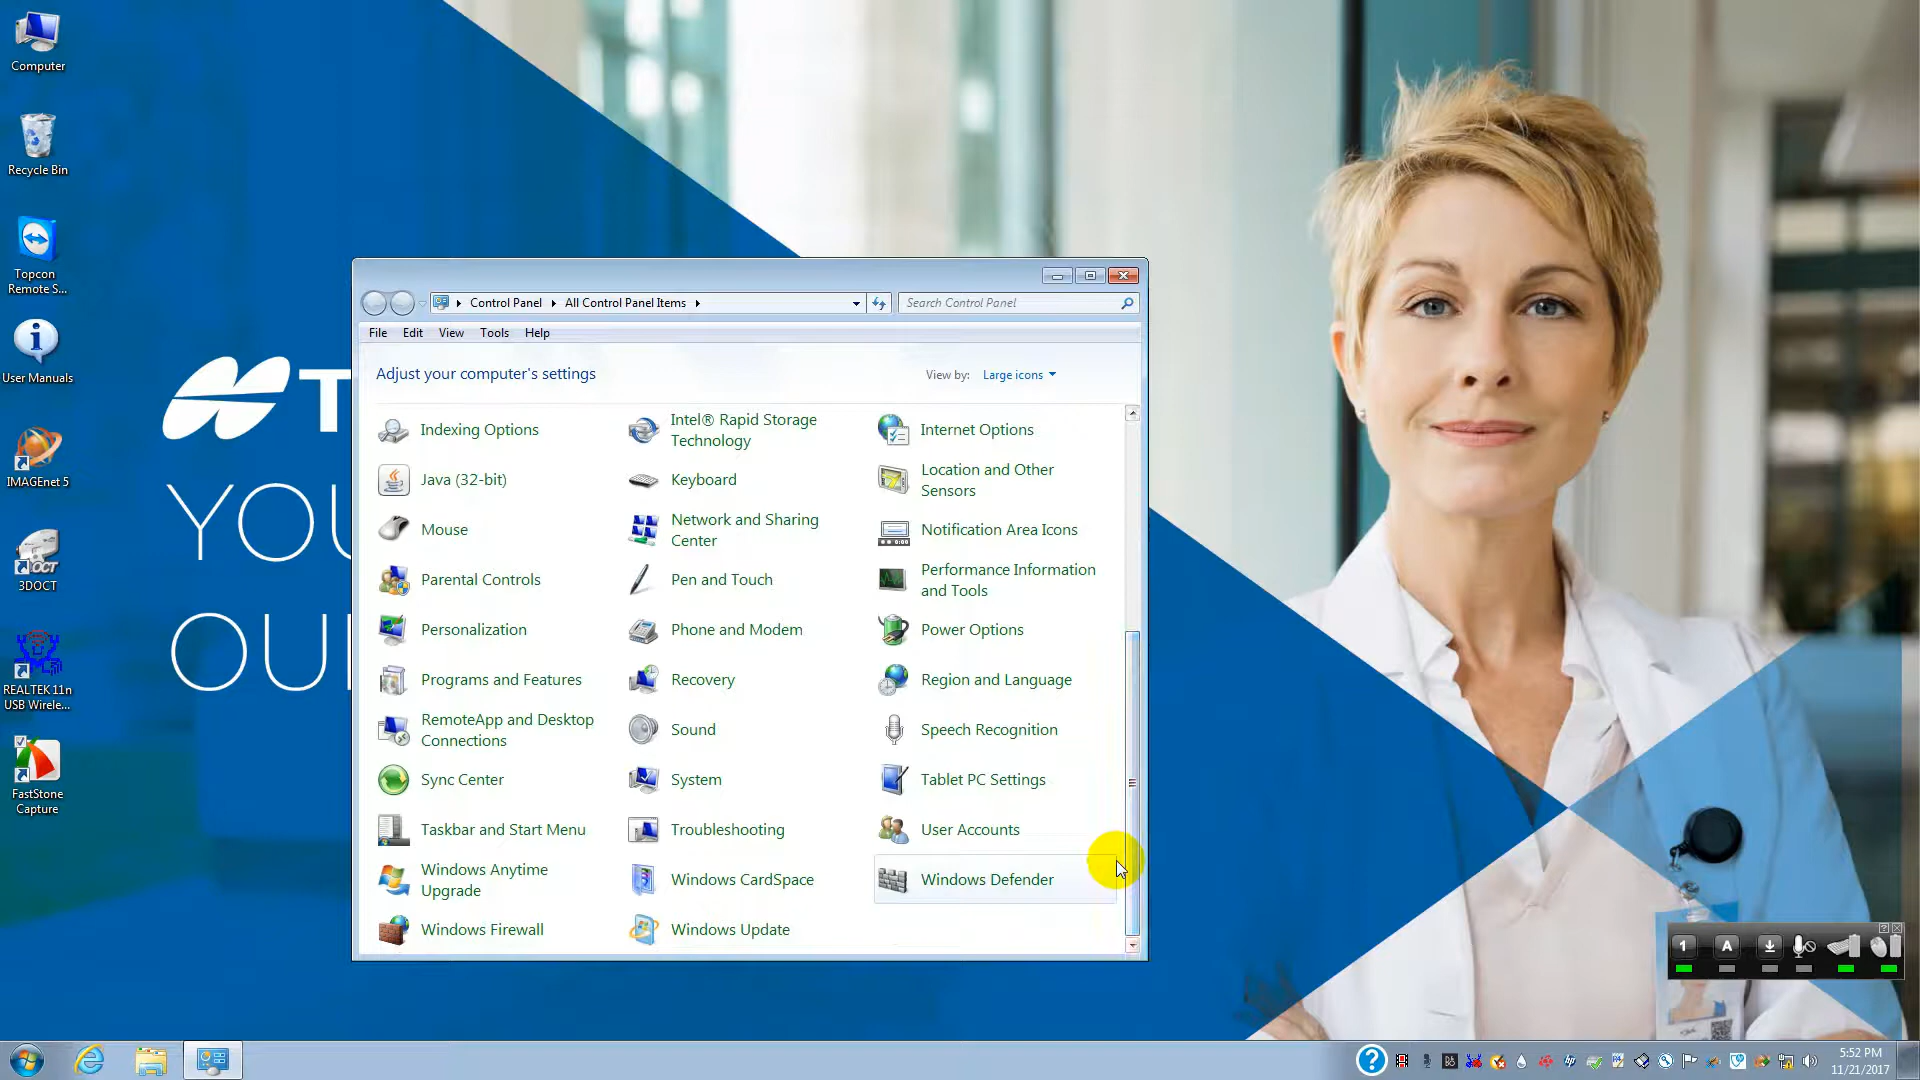 Computer
Recycle Bin
Topcon
Remote S...
User Manuals
IMAGEnet 5
3DOCT
REALTEK 11n
USB Wirele...
FastStone
Capture
T
YOU
OUR
Control Panel
All Control Panel Items
Search Control Panel
File
Edit
View
Tools
Help
Adjust your computer's settings
View by:
Large icons
Indexing Options
Intel® Rapid Storage
Technology
Internet Options
Java (32-bit)
Keyboard
Location and Other
Sensors
Mouse
Network and Sharing
Center
Notification Area Icons
Parental Controls
Pen and Touch
Performance Information
and Tools
Personalization
Phone and Modem
Power Options
Programs and Features
Recovery
Region and Language
RemoteApp and Desktop
Connections
Sound
Speech Recognition
Sync Center
System
Tablet PC Settings
Taskbar and Start Menu
Troubleshooting
User Accounts
Windows Anytime
Upgrade
Windows CardSpace
Windows Defender
Windows Firewall
Windows Update
1
A
5:52 PM
11/21/2017